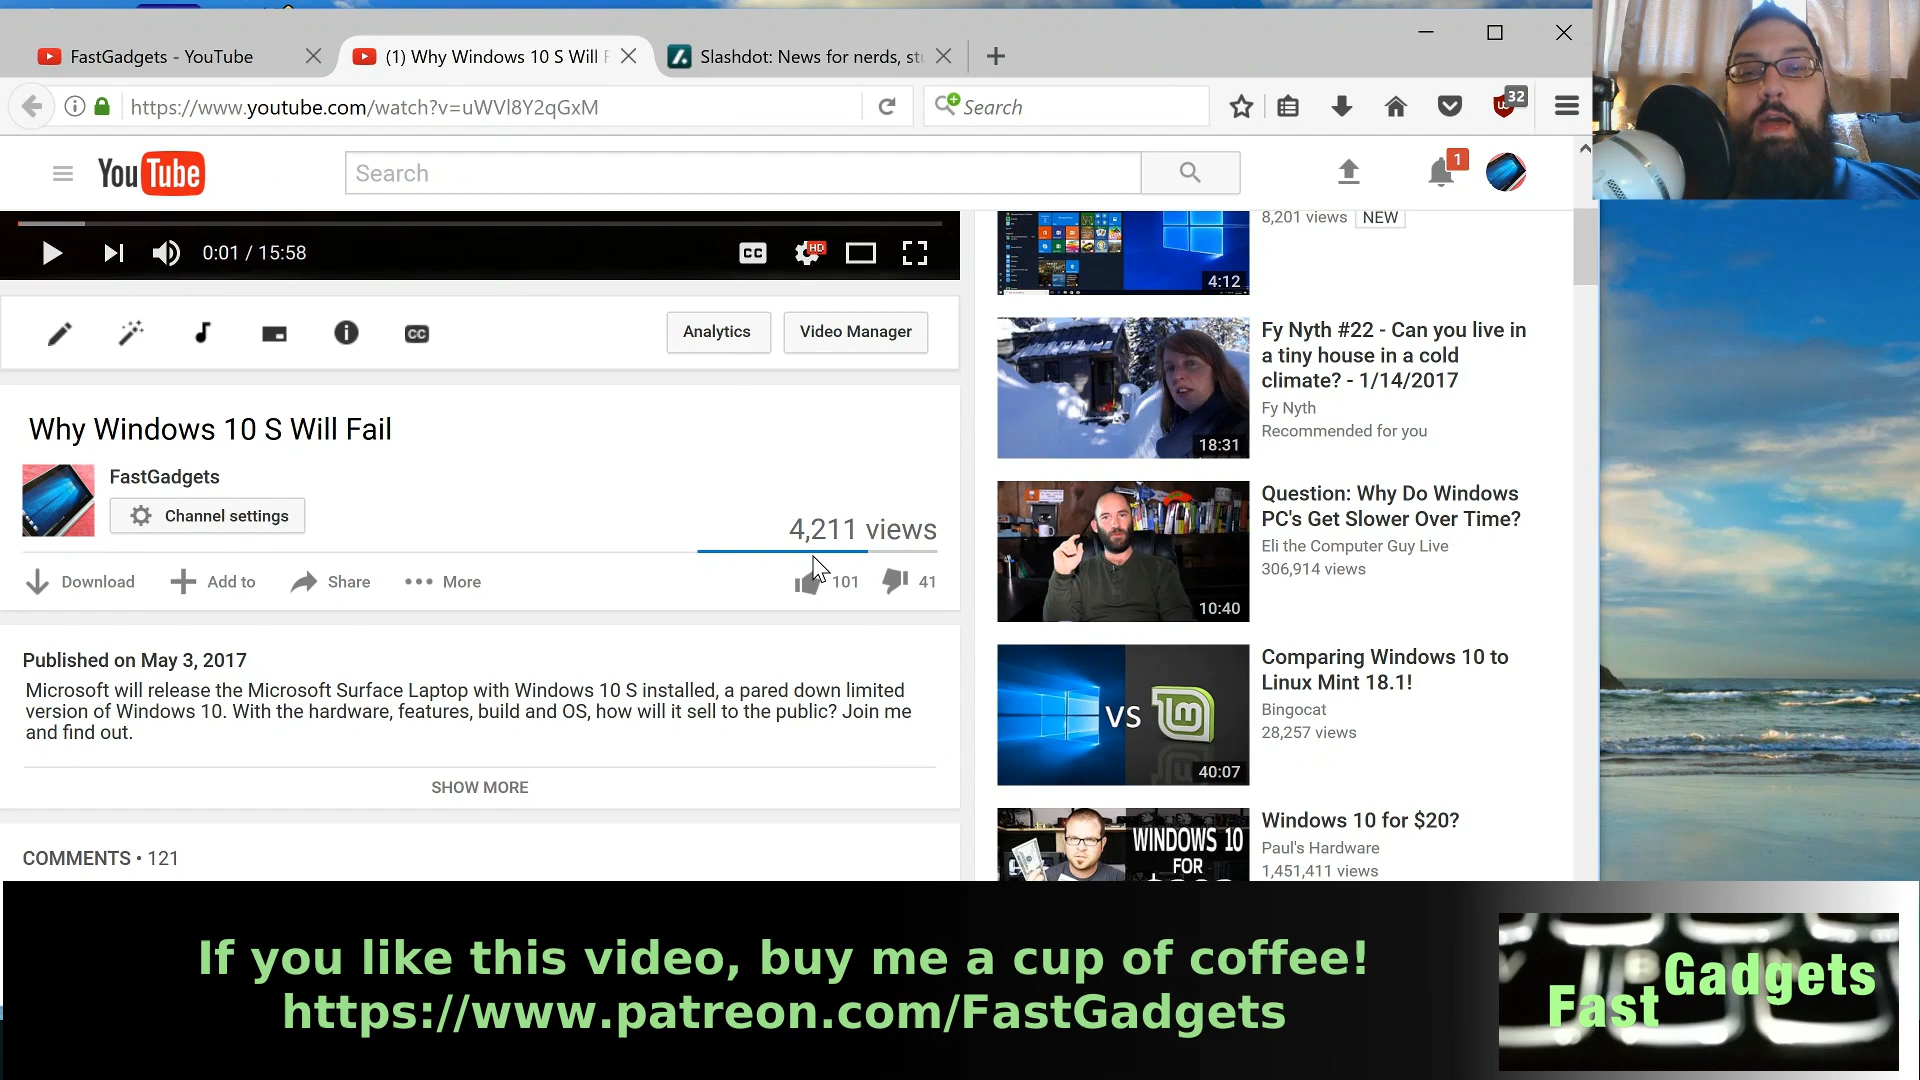 FastGadgets - YouTube
(1) Why Windows 10 S Will F
Slashdot: News for nerds, stu
https://www.youtube.com/watch?v=uWVl8Y2qGxM
Search
32
YouTube
Search
1
0:01 / 15:58
CC
HD
CC
Analytics
Video Manager
Why Windows 10 S Will Fail
FastGadgets
Channel settings
4,211 views
Download
Add to
Share
More
101
41
Published on May 3, 2017
Microsoft will release the Microsoft Surface Laptop with Windows 10 S installed, a pared down limited
version of Windows 10. With the hardware, features, build and OS, how will it sell to the public? Join me
and find out.
SHOW MORE
COMMENTS • 121
8,201 views NEW
4:12
Fy Nyth #22 - Can you live in
a tiny house in a cold
climate? - 1/14/2017
Fy Nyth
Recommended for you
18:31
Question: Why Do Windows
PC's Get Slower Over Time?
Eli the Computer Guy Live
306,914 views
10:40
Comparing Windows 10 to
Linux Mint 18.1!
Bingocat
28,257 views
VS
40:07
Windows 10 for $20?
Paul's Hardware
1,451,411 views
WINDOWS 10
FOR
If you like this video, buy me a cup of coffee!
https://www.patreon.com/FastGadgets
Fast Gadgets